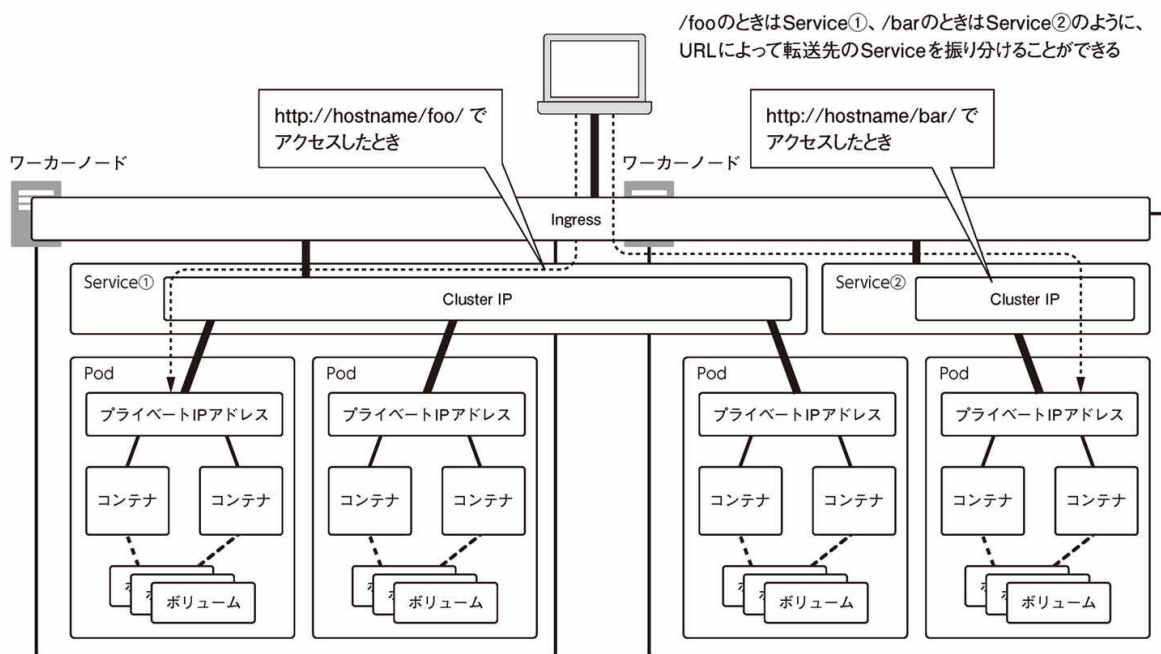 /fooのときはService①、/barのときはService②のように、
URLによって転送先のServiceを振り分けることができる
http://hostname/foo/ で
アクセスしたとき
http://hostname/bar/ で
アクセスしたとき
ワーカーノード
ワーカーノード
Ingress
Service①
Cluster IP
Service②
Cluster IP
Pod
Pod
Pod
Pod
プライベートIPアドレス
プライベートIPアドレス
プライベートIPアドレス
プライベートIPアドレス
コンテナ
コンテナ
コンテナ
コンテナ
コンテナ
コンテナ
コンテナ
コンテナ
ボリューム
ボリューム
ボリューム
ボリューム